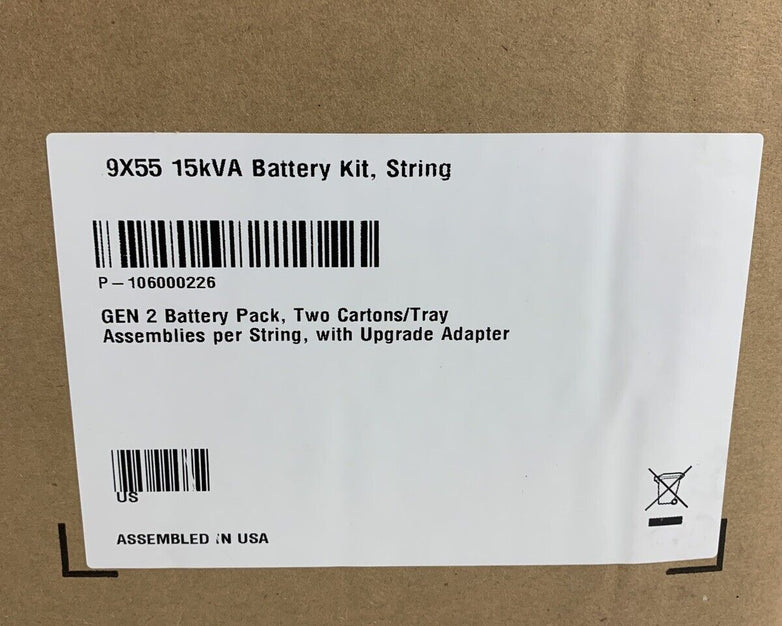 9X55 15kVA Battery Kit, String
P-106000226
GEN 2 Battery Pack, Two Cartons/Tray
Assemblies per String, with Upgrade Adapter
US
ASSEMBLED IN USA